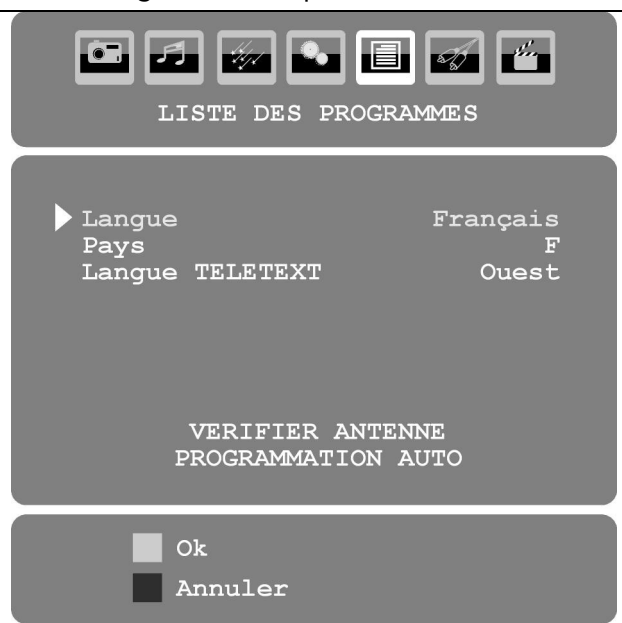 LISTE DES PROGRAMMES
Langue Français
Pays F
Langue TELETEXT Ouest
VERIFIER ANTENNE
PROGRAMMATION AUTO
Ok
Annuler